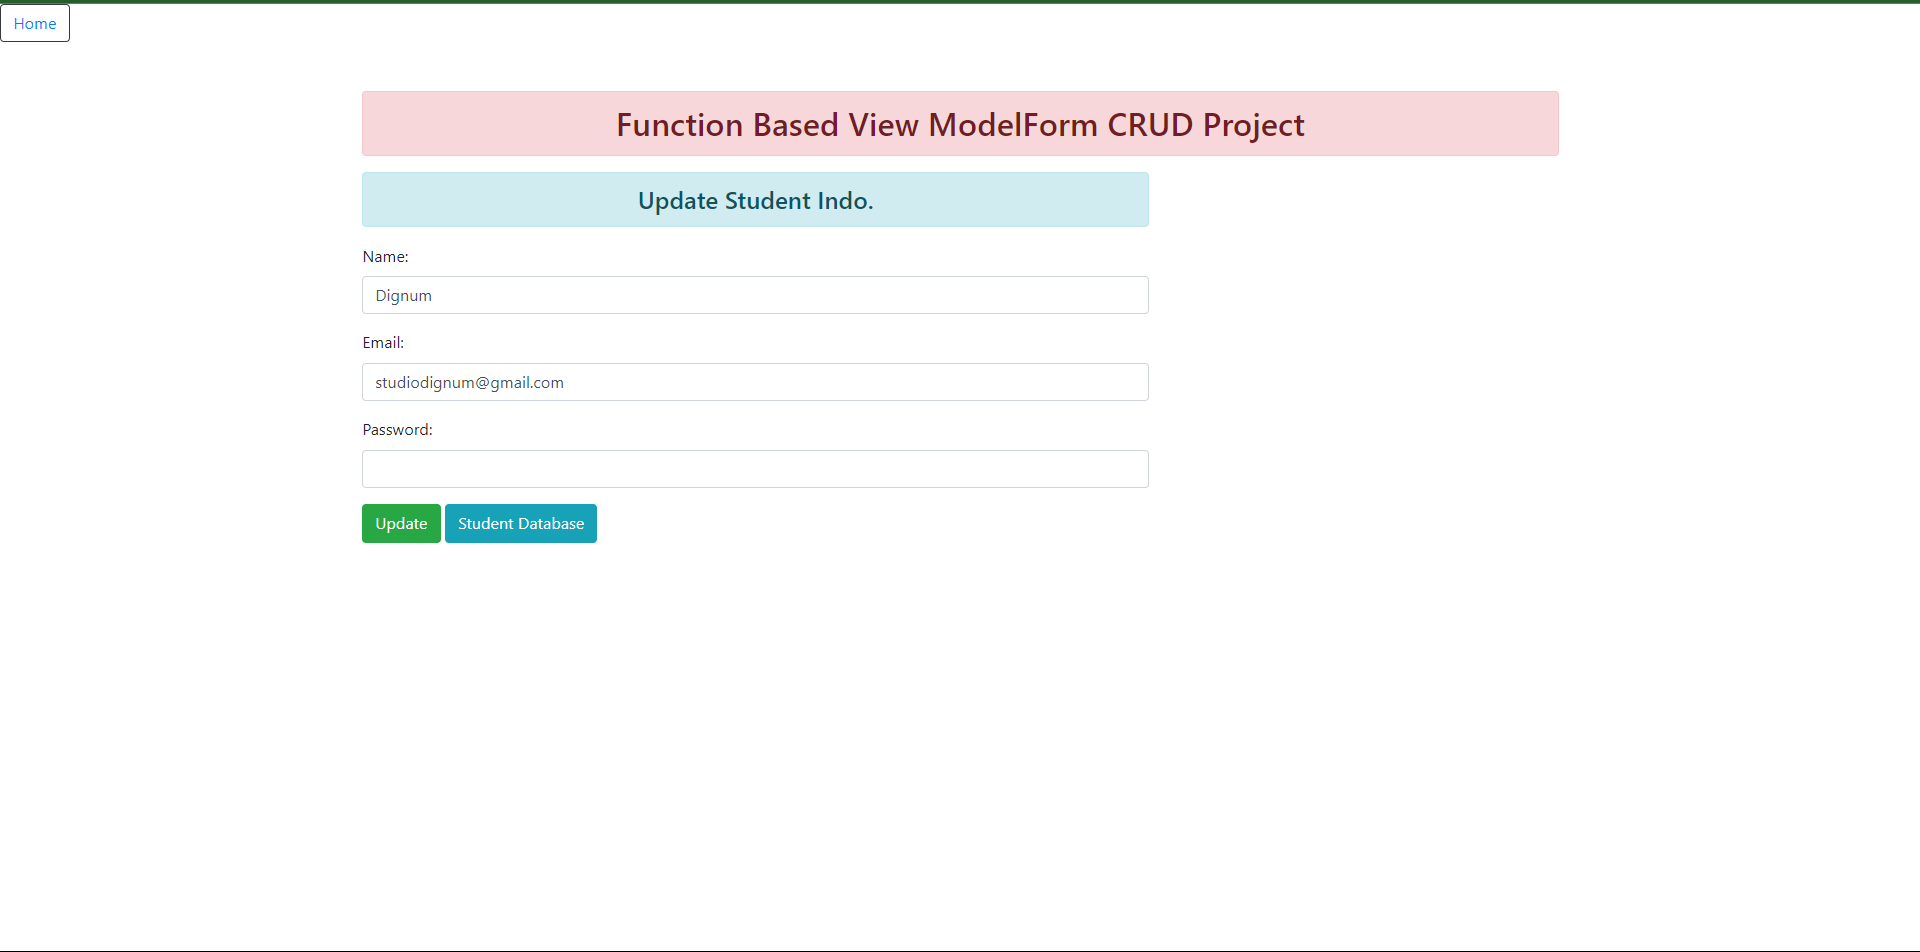 Home
Function Based View ModelForm CRUD Project
Update Student Indo.
Name:
Dignum
Email:
studiodignum@gmail.com
Password:
Update Student Database